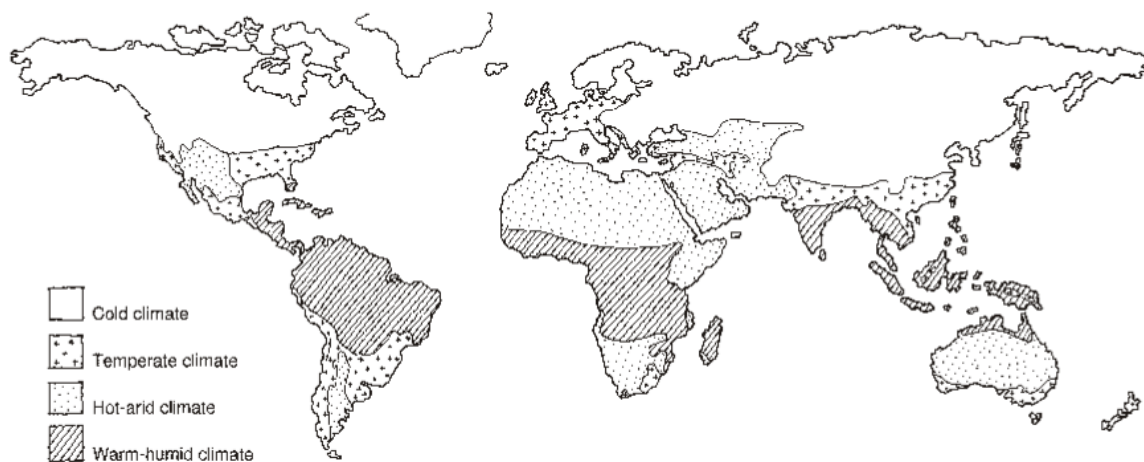 Cold climate
Temperate climate
Hot-arid climate
Warm-humid climate